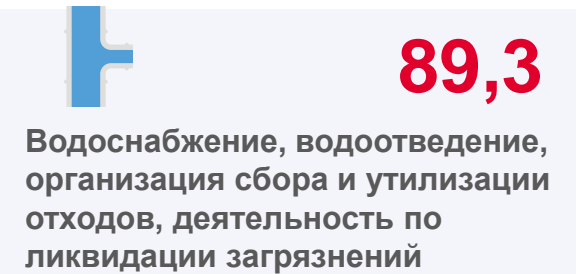 89,3
Водоснабжение, водоотведение,
организация сбора и утилизации
отходов, деятельность по
ликвидации загрязнений